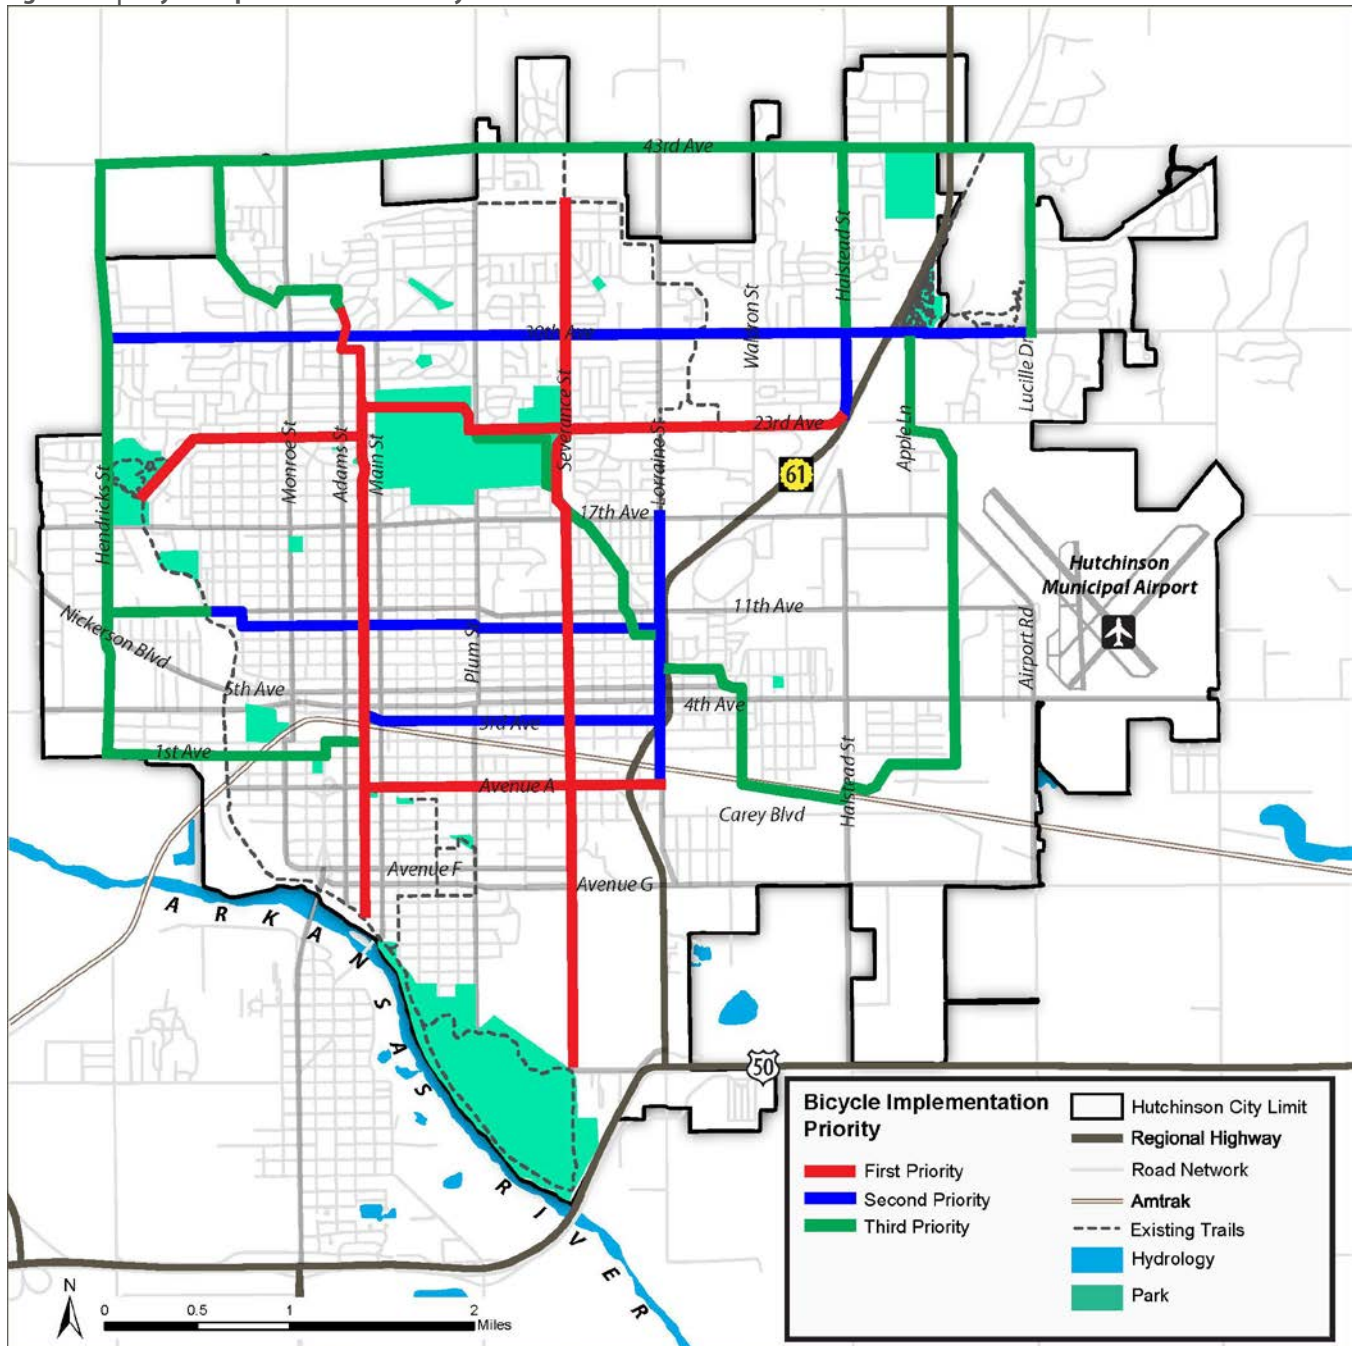 43rd Ave
Halstead St
Waldron St
30th Ave
Lucille Dr
Severance St
23rd Ave
Apple Ln
Monroe St
Adams St
Main St
Lorraine St
61
Hendricks St
17th Ave
Hutchinson
Municipal Airport
11th Ave
Nickerson Blvd
Plum St
Airport Rd
5th Ave
4th Ave
3rd Ave
1st Ave
Avenue A
Carey Blvd
Halstead St
Avenue F
Avenue G
ARKANSAS RIVER
50
Bicycle Implementation
Priority
First Priority
Second Priority
Third Priority
Hutchinson City Limit
Regional Highway
Road Network
Amtrak
Existing Trails
Hydrology
Park
N
0 0.5 1 2
Miles